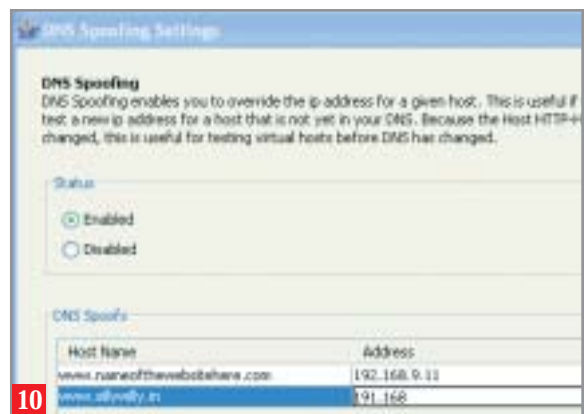 DNS Spoofing Settings
DNS Spoofing
DNS Spoofing enables you to override the ip address for a given host. This is useful if
test a new ip address for a host that is not yet in your DNS. Because the Host HTTP-H
changed, this is useful for testing virtual hosts before DNS has changed.
Status
Enabled
Disabled
DNS Spoofs
Host Name Address
www.nameofthewebsitehere.com 192.168.9.11
www.sillywilly.in 191.168
10